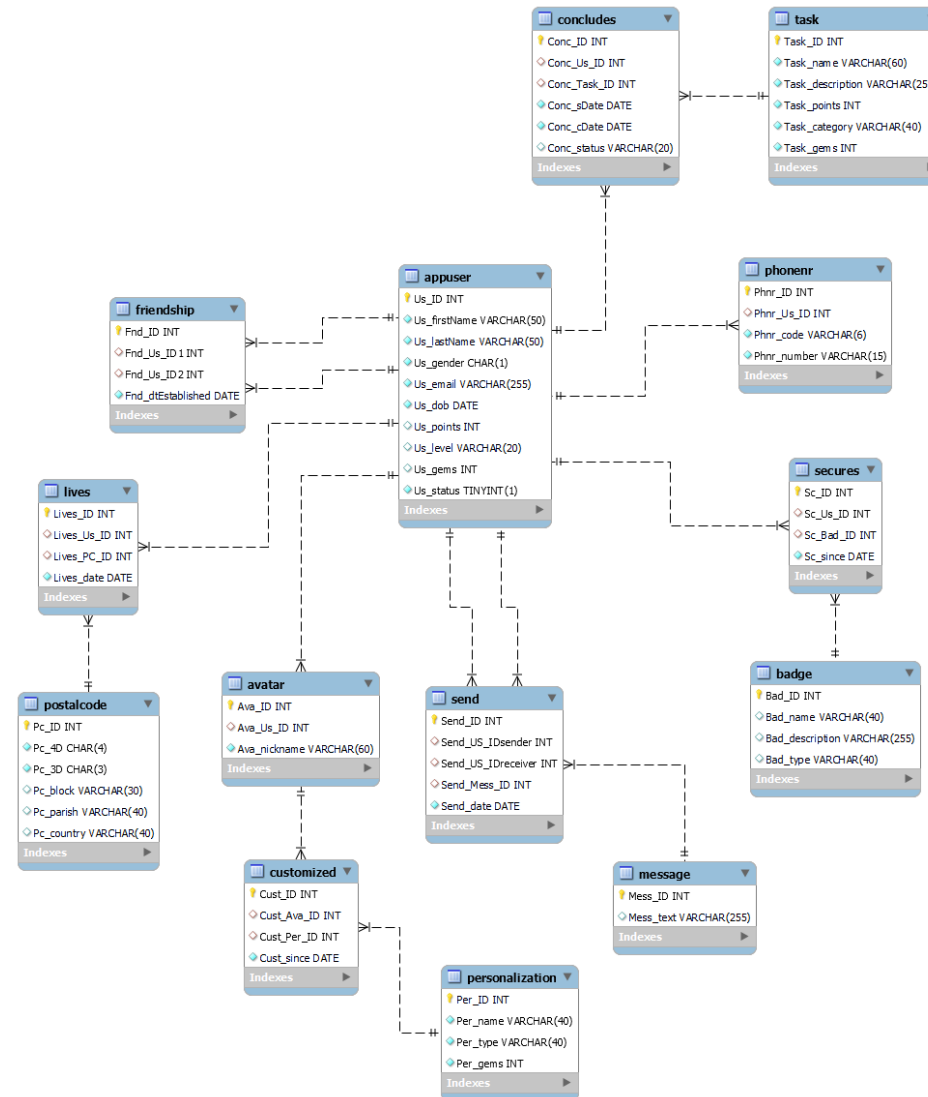 concludes
Conc_ID INT
Conc_Us_ID INT
Conc_Task_ID INT
Conc_sDate DATE
Conc_cDate DATE
Conc_status VARCHAR(20)
Indexes
task
Task_ID INT
Task_name VARCHAR(60)
Task_description VARCHAR(25
Task_points INT
Task_category VARCHAR(40)
Task_gems INT
Indexes
appuser
Us_ID INT
Us_firstName VARCHAR(50)
Us_lastName VARCHAR(50)
Us_gender CHAR(1)
Us_email VARCHAR(255)
Us_dob DATE
Us_points INT
Us_level VARCHAR(20)
Us_gems INT
Us_status TINYINT(1)
Indexes
phonenr
Phnr_ID INT
Phnr_Us_ID INT
Phnr_code VARCHAR(6)
Phnr_number VARCHAR(15)
Indexes
friendship
Fnd_ID INT
Fnd_Us_ID1 INT
Fnd_Us_ID2 INT
Fnd_dtEstablished DATE
Indexes
lives
Lives_ID INT
Lives_Us_ID INT
Lives_PC_ID INT
Lives_date DATE
Indexes
secures
Sc_ID INT
Sc_Us_ID INT
Sc_Bad_ID INT
Sc_since DATE
Indexes
postalcode
Pc_ID INT
Pc_4D CHAR(4)
Pc_3D CHAR(3)
Pc_block VARCHAR(30)
Pc_parish VARCHAR(40)
Pc_country VARCHAR(40)
Indexes
avatar
Ava_ID INT
Ava_Us_ID INT
Ava_nickname VARCHAR(60)
Indexes
send
Send_ID INT
Send_US_IDsender INT
Send_US_IDreceiver INT
Send_Mess_ID INT
Send_date DATE
Indexes
badge
Bad_ID INT
Bad_name VARCHAR(40)
Bad_description VARCHAR(255)
Bad_type VARCHAR(40)
Indexes
customized
Cust_ID INT
Cust_Ava_ID INT
Cust_Per_ID INT
Cust_since DATE
Indexes
message
Mess_ID INT
Mess_text VARCHAR(255)
Indexes
personalization
Per_ID INT
Per_name VARCHAR(40)
Per_type VARCHAR(40)
Per_gems INT
Indexes